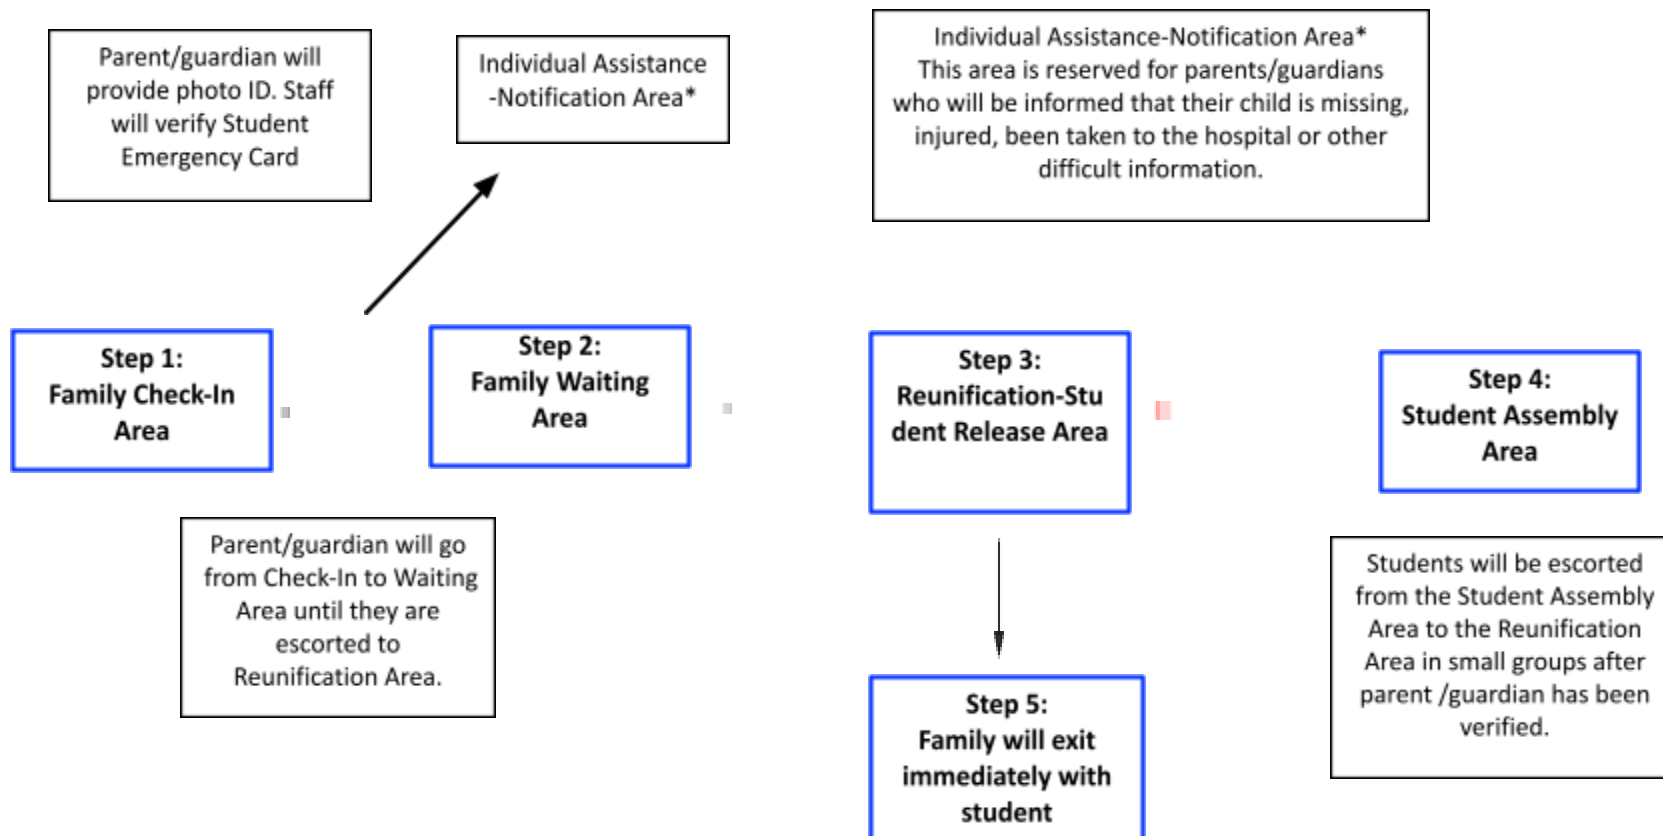 Parent/guardian will
provide photo ID. Staff
will verify Student
Emergency Card
Individual Assistance
-Notification Area*
Individual Assistance-Notification Area*
This area is reserved for parents/guardians
who will be informed that their child is missing,
injured, been taken to the hospital or other
difficult information.
Step 1:
Family Check-In
Area
Step 2:
Family Waiting
Area
Step 3:
Reunification-Stu
dent Release Area
Step 4:
Student Assembly
Area
Parent/guardian will go
from Check-In to Waiting
Area until they are
escorted to
Reunification Area.
Students will be escorted
from the Student Assembly
Area to the Reunification
Area in small groups after
parent /guardian has been
verified.
Step 5:
Family will exit
immediately with
student